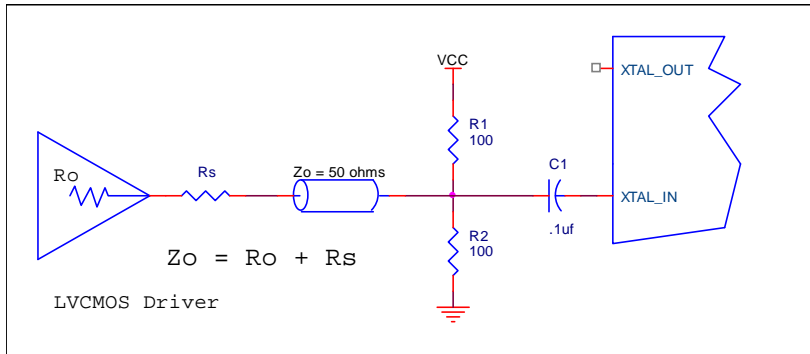 VCC
XTAL_OUT
R1
100
Ro
Rs
Zo = 50 ohms
C1
.1uf
XTAL_IN
R2
100
Zo = Ro + Rs
LVCMOS Driver